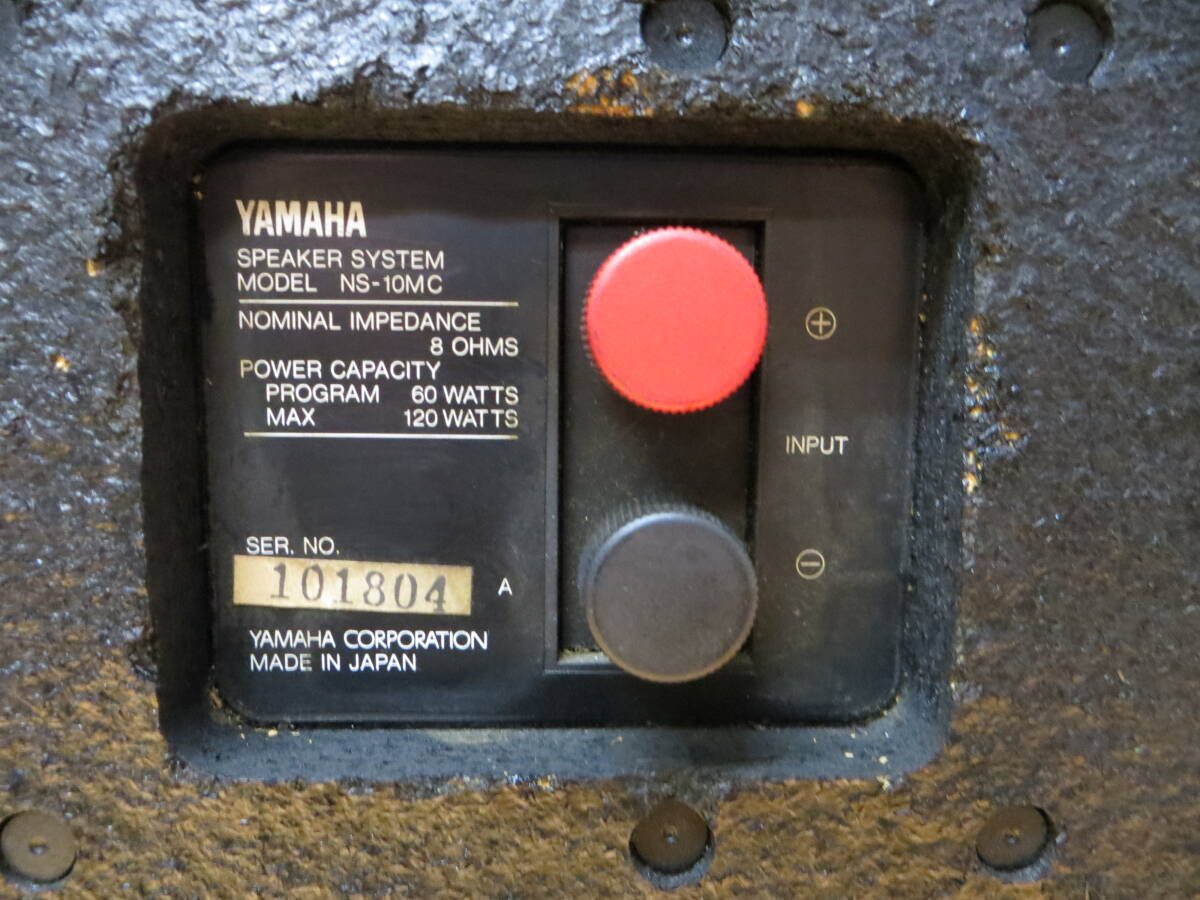 YAMAHA
SPEAKER SYSTEM
MODEL NS-10MC
NOMINAL IMPEDANCE
8 OHMS
POWER CAPACITY
PROGRAM 60 WATTS
MAX 120 WATTS
SER. NO.
101804 A
YAMAHA CORPORATION
MADE IN JAPAN
+
INPUT
−